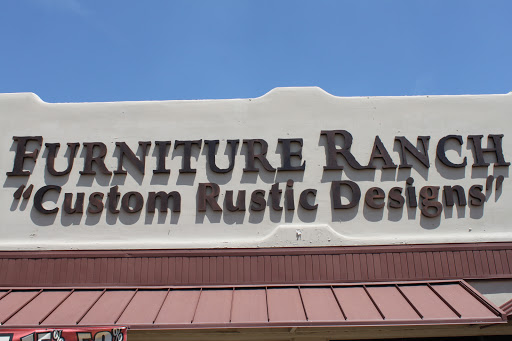 FURNITURE RANCH
"Custom Rustic Designs"